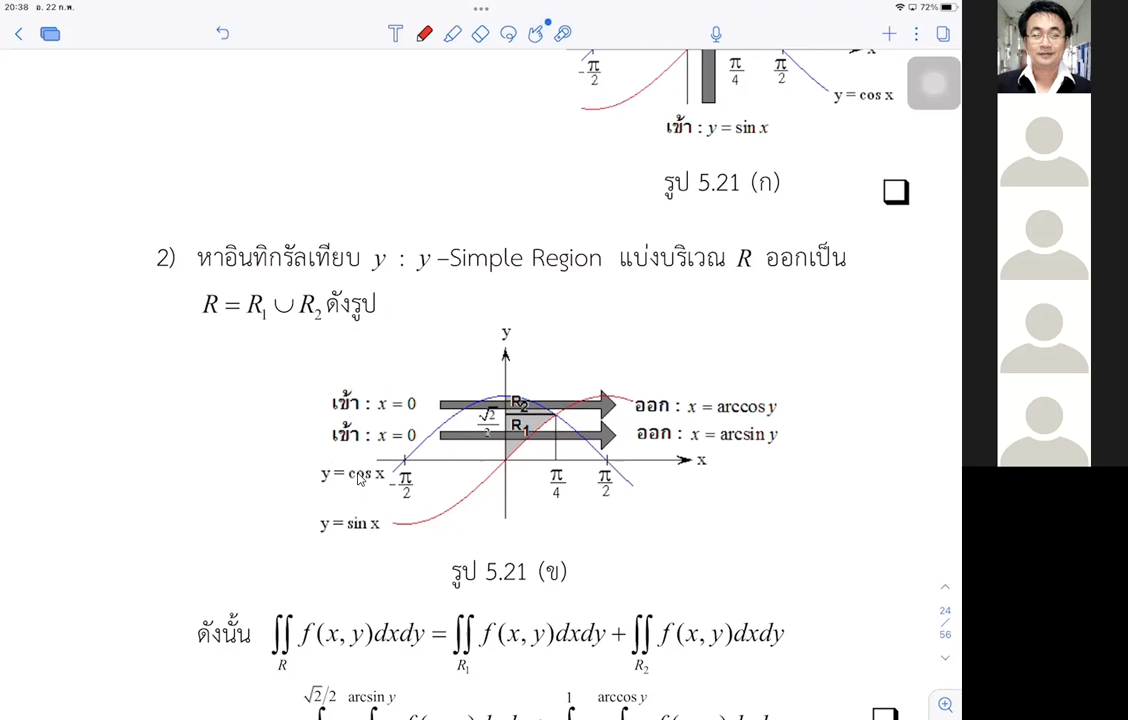 20:38 อ. 22 ก.พ.
72%
-π/2
π/4
π/2
x
y = cos x
เข้า : y = sin x
รูป 5.21 (ก)
2) หาอินทิกรัลเทียบ y : y –Simple Region แบ่งบริเวณ R ออกเป็น
R = R₁ ∪ R₂ ดังรูป
y
เข้า : x = 0
R₂
ออก : x = arccos y
√2/2
เข้า : x = 0
R₁
ออก : x = arcsin y
x
y = cos x
-π/2
π/4
π/2
y = sin x
รูป 5.21 (ข)
ดังนั้น ∬_R f(x, y)dxdy = ∬_R₁ f(x, y)dxdy + ∬_R₂ f(x, y)dxdy
√2/2 arcsin y 1 arccos y
24
/
56